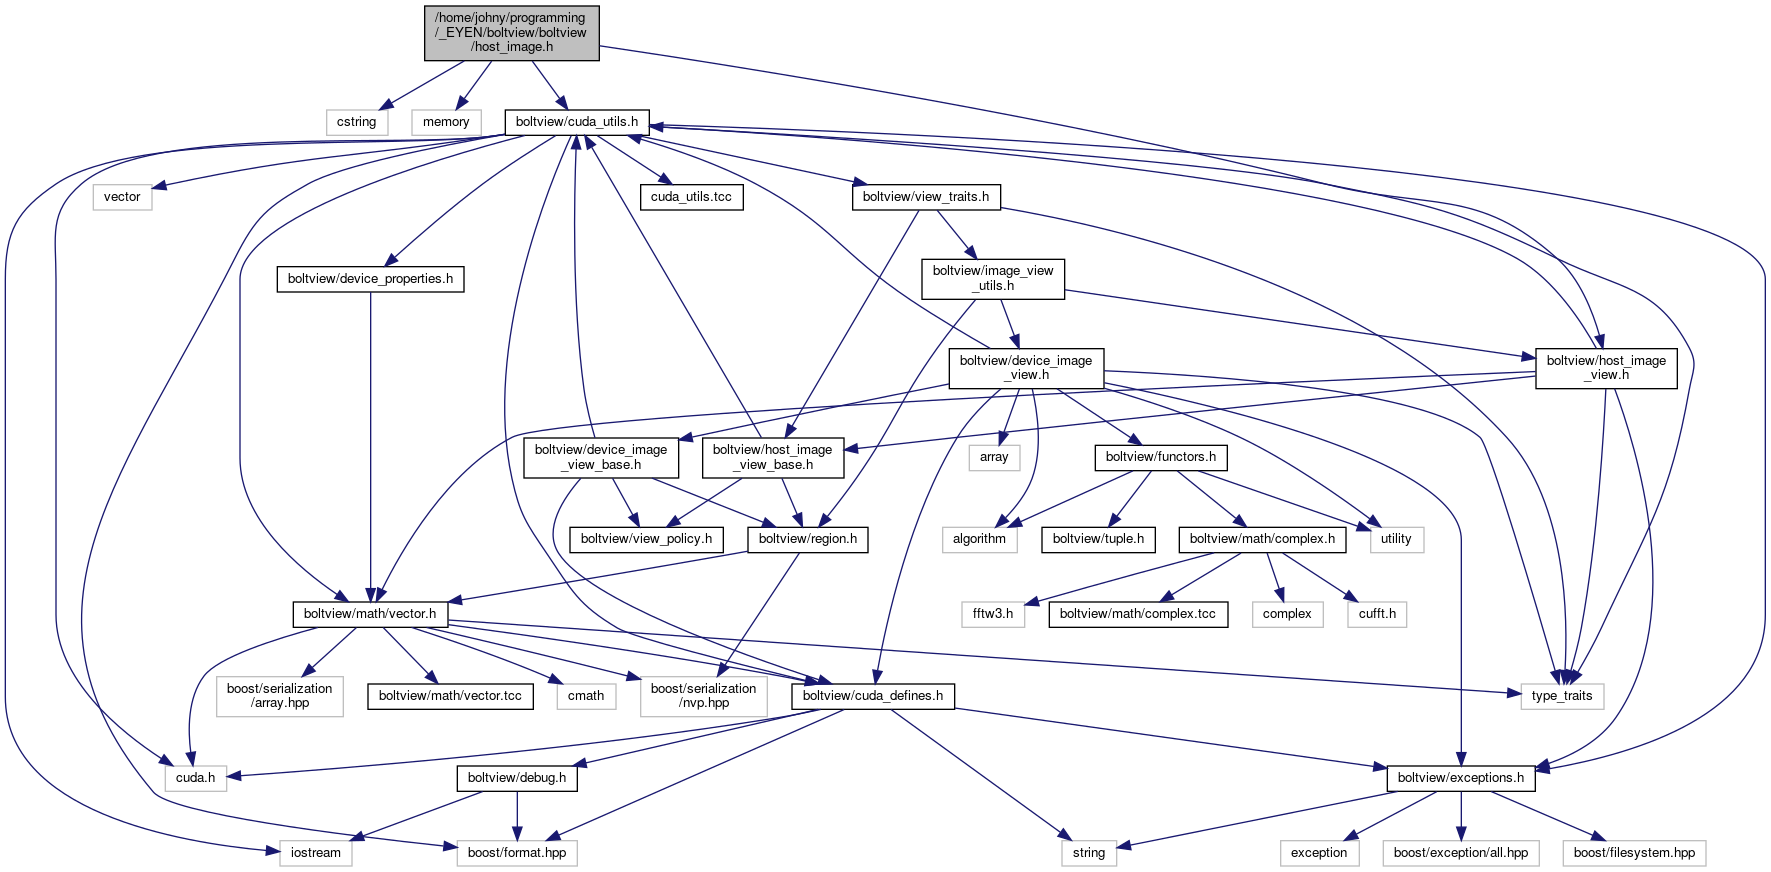 /home/johny/programming
/_EYEN/boltview/boltview
/host_image.h
cstring
memory
boltview/cuda_utils.h
vector
cuda_utils.tcc
boltview/view_traits.h
boltview/device_properties.h
boltview/image_view
_utils.h
boltview/device_image
_view.h
boltview/host_image
_view.h
boltview/device_image
_view_base.h
boltview/host_image
_view_base.h
array
boltview/functors.h
boltview/view_policy.h
boltview/region.h
algorithm
boltview/tuple.h
boltview/math/complex.h
utility
boltview/math/vector.h
fftw3.h
boltview/math/complex.tcc
complex
cufft.h
boost/serialization
/array.hpp
boltview/math/vector.tcc
cmath
boost/serialization
/nvp.hpp
boltview/cuda_defines.h
type_traits
cuda.h
boltview/debug.h
boltview/exceptions.h
iostream
boost/format.hpp
string
exception
boost/exception/all.hpp
boost/filesystem.hpp